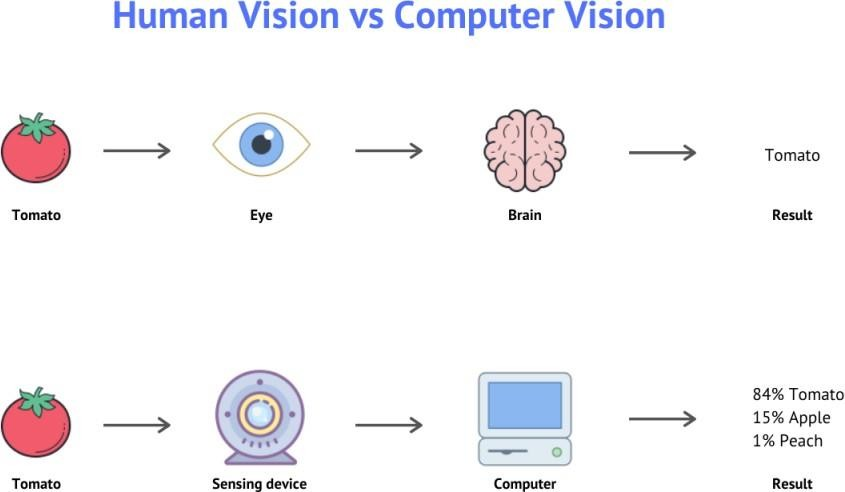 Human Vision vs Computer Vision
Tomato
Tomato
Eye
Brain
Result
84% Tomato
15% Apple
1% Peach
Tomato
Sensing device
Computer
Result